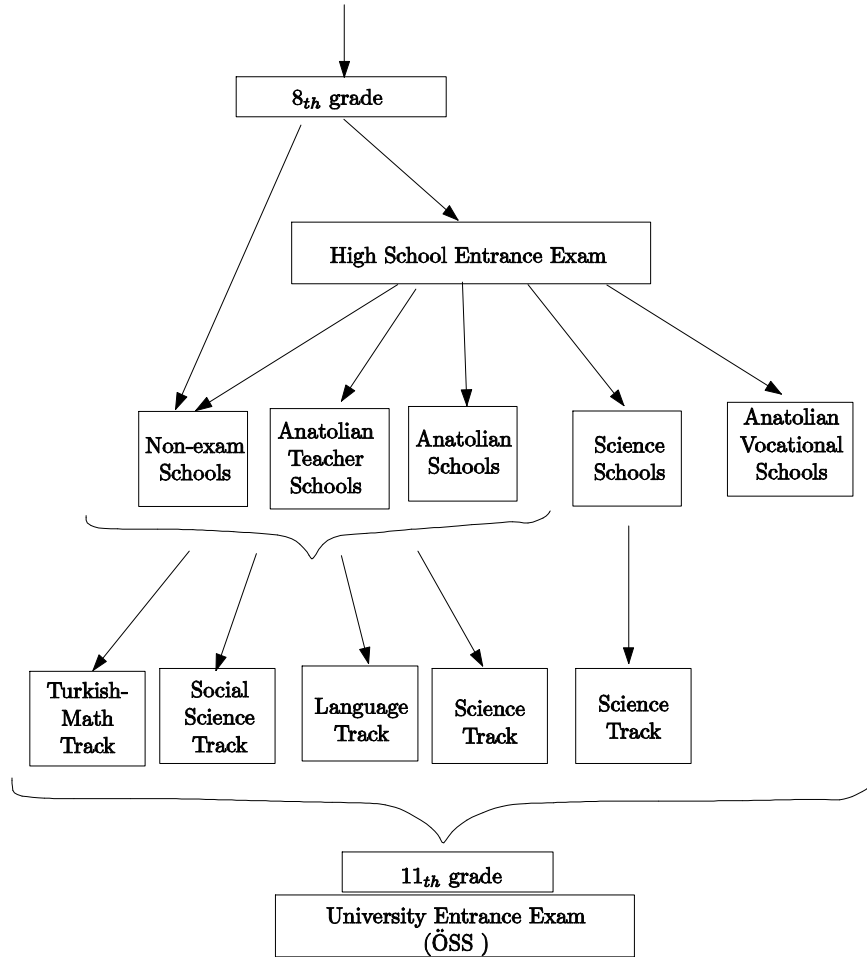 8th grade
High School Entrance Exam
Non-exam
Schools
Anatolian
Teacher
Schools
Anatolian
Schools
Science
Schools
Anatolian
Vocational
Schools
Turkish-
Math
Track
Social
Science
Track
Language
Track
Science
Track
Science
Track
11th grade
University Entrance Exam
(ÖSS )